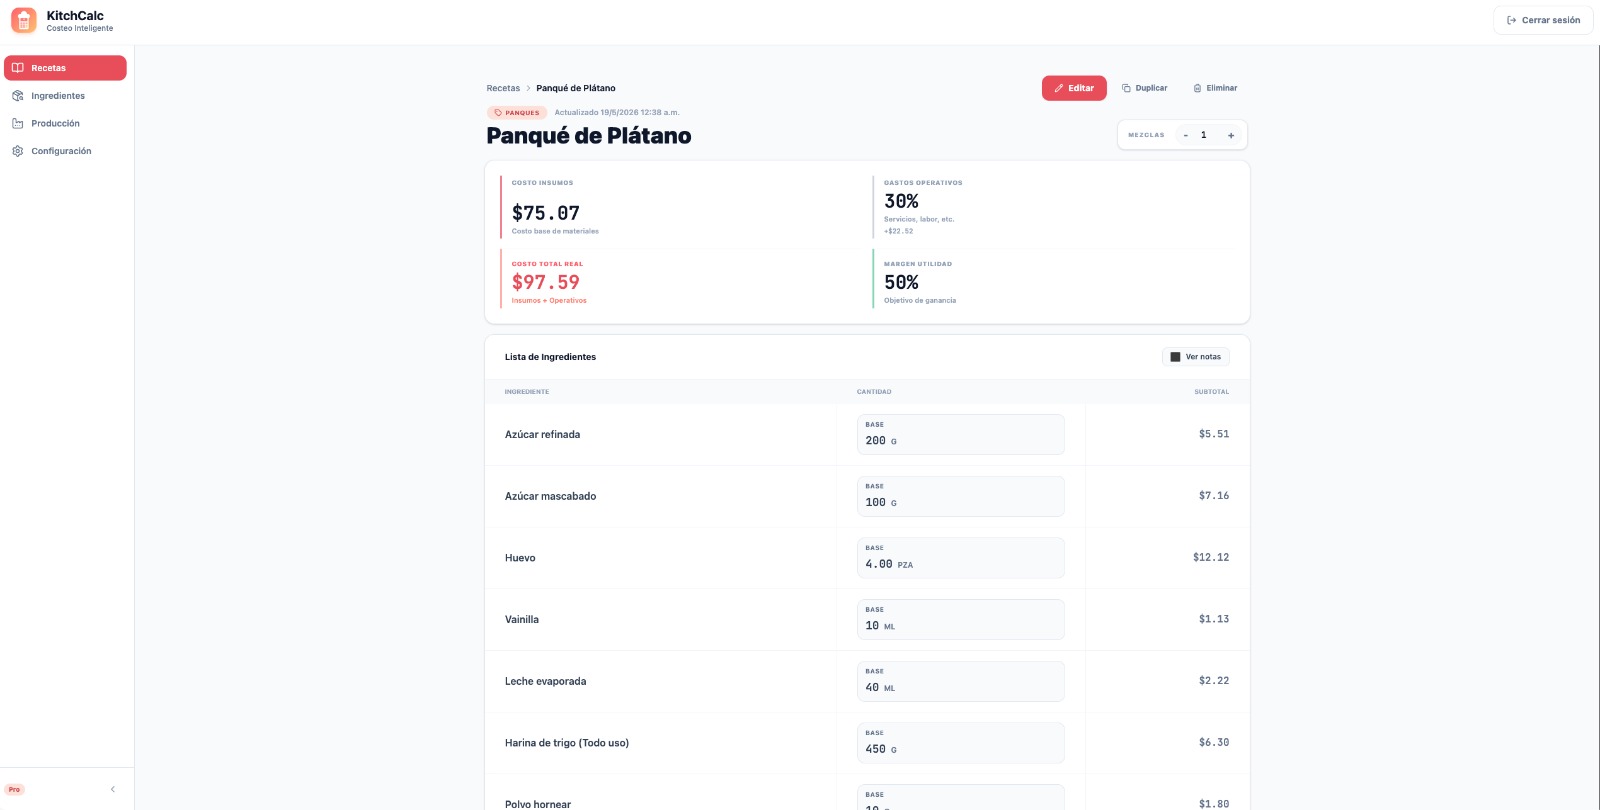 KitchCalc
Costeo Inteligente
Cerrar sesión
Recetas
Ingredientes
Producción
Configuración
Pro
Recetas > Panqué de Plátano
Editar
Duplicar
Eliminar
PANQUES
Actualizado 19/5/2026 12:38 a.m.
Panqué de Plátano
MEZCLAS - 1 +
COSTO INSUMOS
$75.07
Costo base de materiales
GASTOS OPERATIVOS
30%
Servicios, labor, etc.
+$22.52
COSTO TOTAL REAL
$97.59
Insumos + Operativos
MARGEN UTILIDAD
50%
Objetivo de ganancia
Lista de Ingredientes
Ver notas
INGREDIENTE CANTIDAD SUBTOTAL
BASE
Azúcar refinada 200 G $5.51
BASE
Azúcar mascabado 100 G $7.16
BASE
Huevo 4.00 PZA $12.12
BASE
Vainilla 10 ML $1.13
BASE
Leche evaporada 40 ML $2.22
BASE
Harina de trigo (Todo uso) 450 G $6.30
BASE
Polvo hornear 10 G $1.80